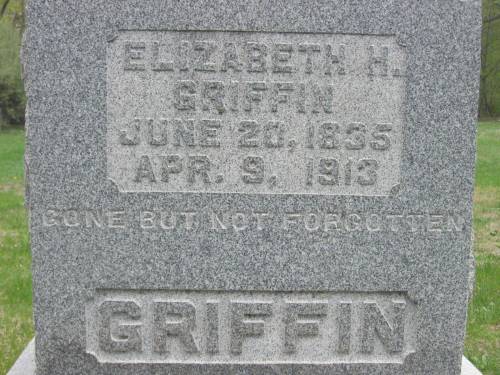 ELIZABETH H.
GRIFFIN
JUNE 20, 1835
APR. 9, 1913
GONE BUT NOT FORGOTTEN
GRIFFIN